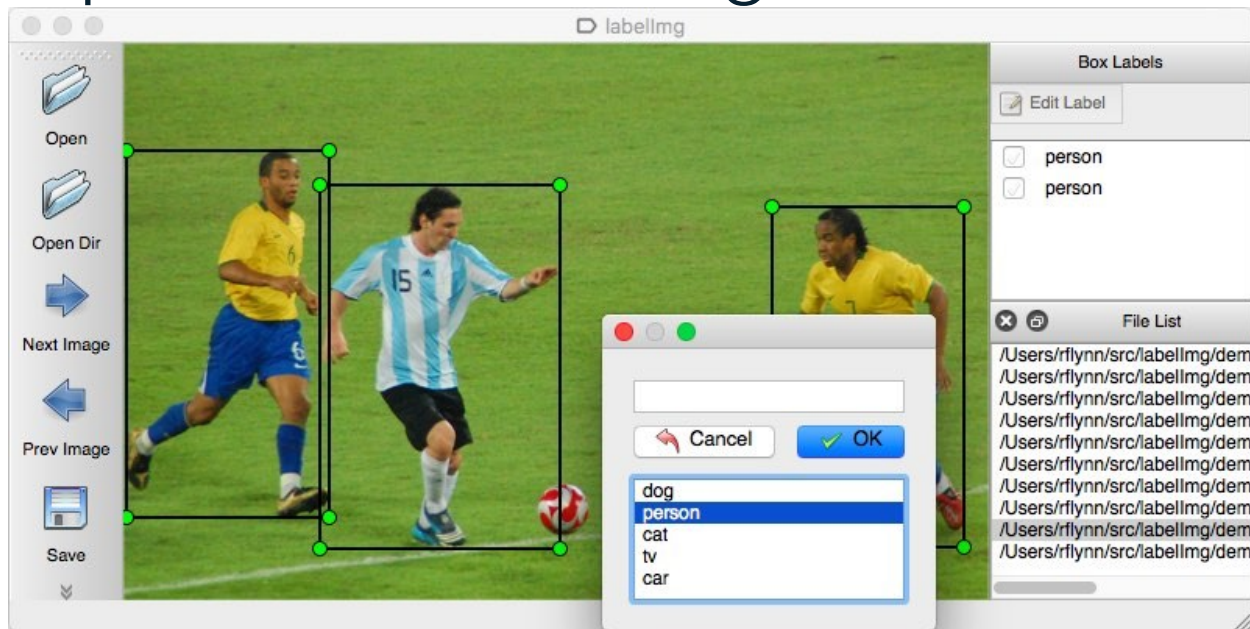 labelImg
Box Labels
Edit Label
person
person
Open
Open Dir
Next Image
Prev Image
Save
6
6
15
7
Cancel
OK
dog
person
cat
tv
car
File List
/Users/rflynn/src/labelImg/dem
/Users/rflynn/src/labelImg/dem
/Users/rflynn/src/labelImg/dem
/Users/rflynn/src/labelImg/dem
/Users/rflynn/src/labelImg/dem
/Users/rflynn/src/labelImg/dem
/Users/rflynn/src/labelImg/dem
/Users/rflynn/src/labelImg/dem
/Users/rflynn/src/labelImg/dem
/Users/rflynn/src/labelImg/dem